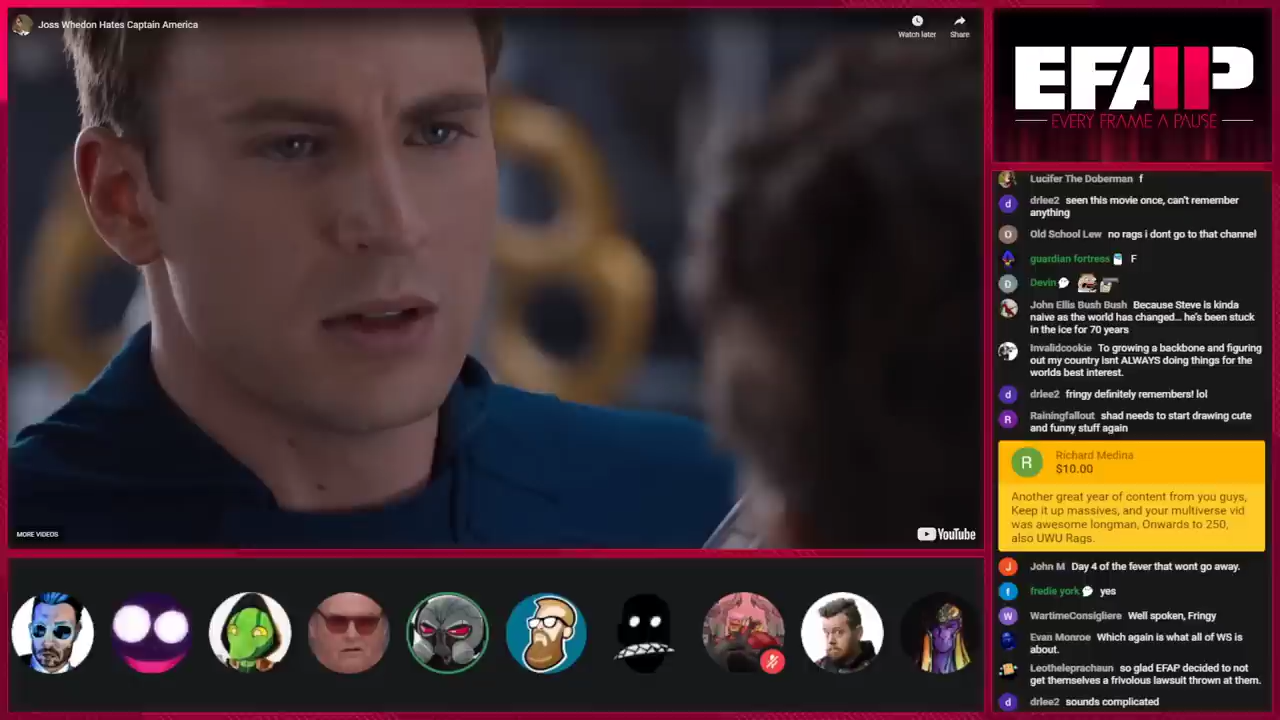 Joss Whedon Hates Captain America
Watch later
Share
MORE VIDEOS
YouTube
EFAP
EVERY FRAME A PAUSE
Lucifer The Doberman f
drlee2 seen this movie once, can't remember
anything
Old School Lew no rags i dont go to that channel
guardian fortress F
Devin
John Ellis Bush Bush Because Steve is kinda
naive as the world has changed... he's been stuck
in the ice for 70 years
Invalidcookie To growing a backbone and figuring
out my country isnt ALWAYS doing things for the
worlds best interest.
drlee2 fringy definitely remembers! lol
Rainingfallout shad needs to start drawing cute
and funny stuff again
R
Richard Medina
$10.00
Another great year of content from you guys,
Keep it up massives, and your multiverse vid
was awesome longman, Onwards to 250,
also UWU Rags.
John M Day 4 of the fever that wont go away.
fredie york yes
WartimeConsigliere Well spoken, Fringy
Evan Monroe Which again is what all of WS is
about.
Leotheleprachaun so glad EFAP decided to not
get themselves a frivolous lawsuit thrown at them.
drlee2 sounds complicated